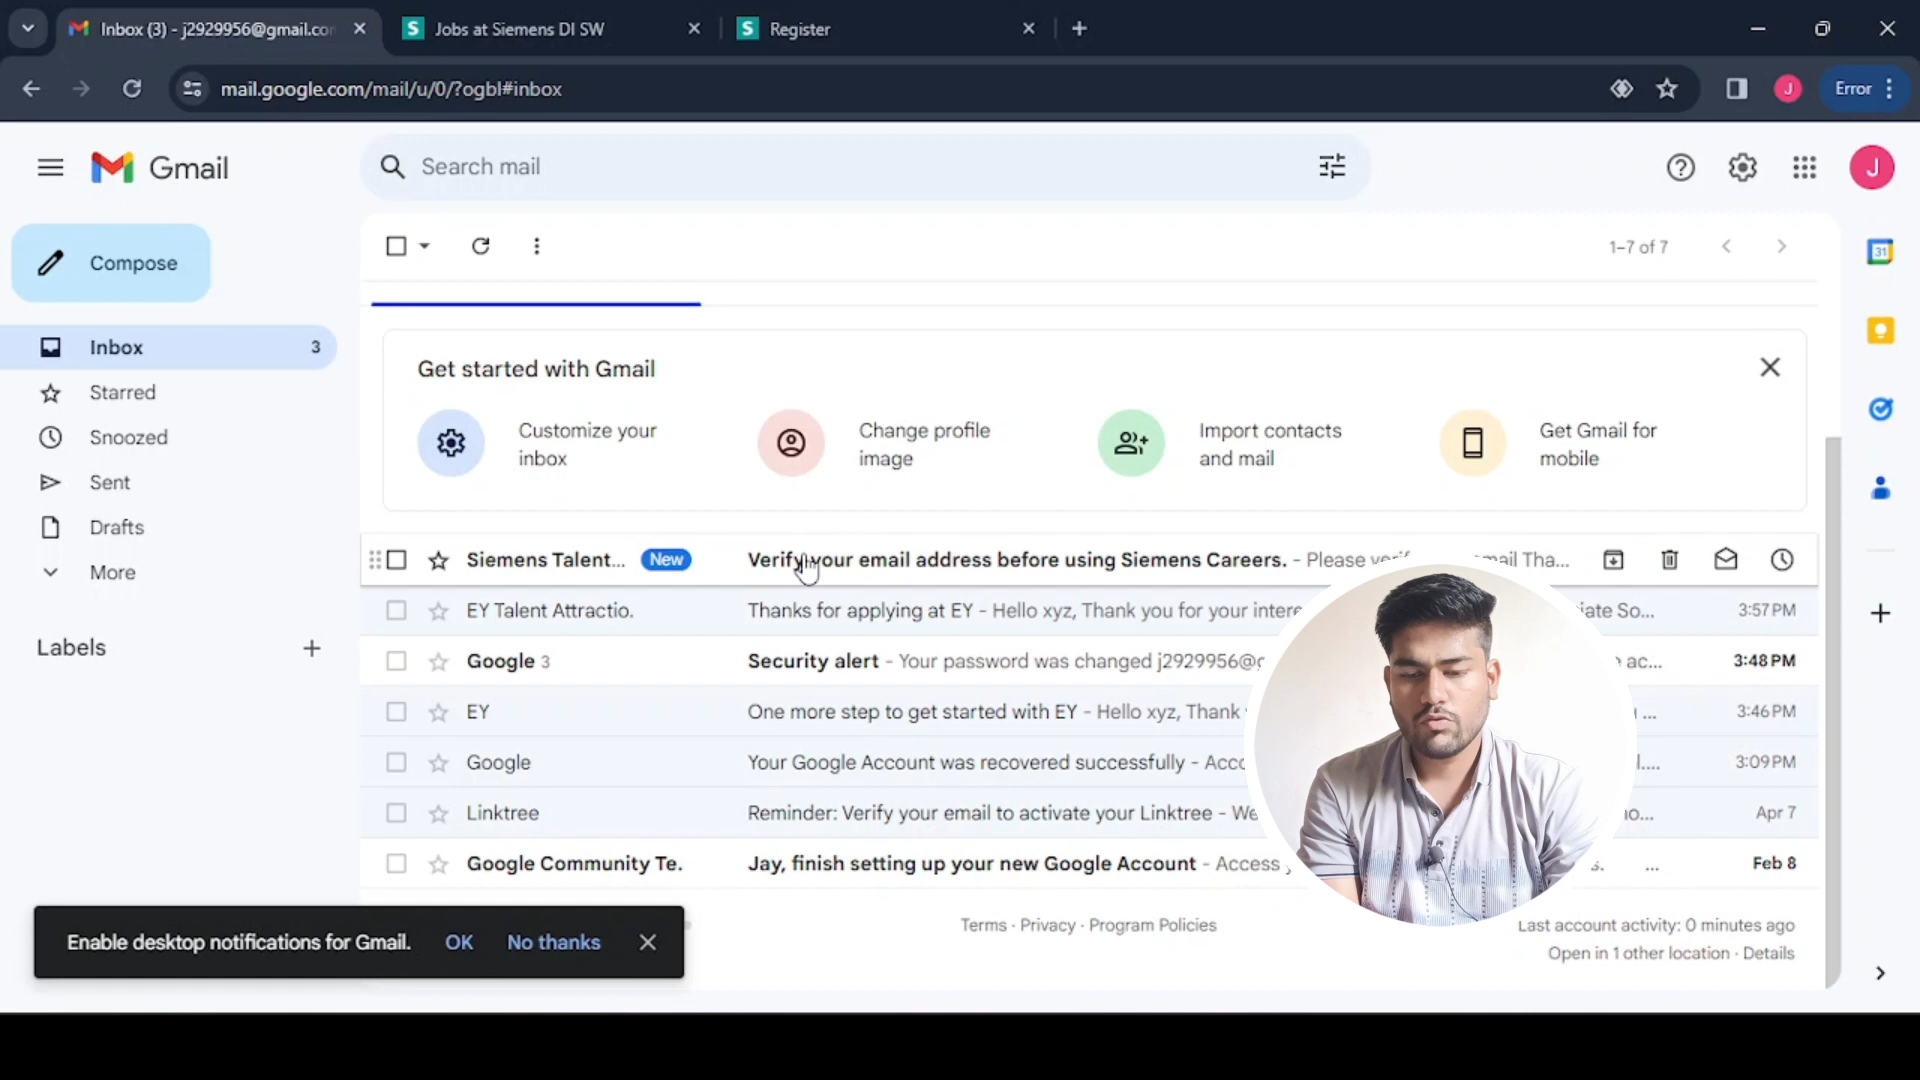 Inbox (3) - j2929956@gmail.co
Jobs at Siemens DI SW
Register
mail.google.com/mail/u/0/?ogbl#inbox
J
Error
Gmail
Search mail
J
Compose
1–7 of 7
31
Inbox 3
Get started with Gmail
Starred
Snoozed
Customize your inbox
Change profile image
Import contacts and mail
Get Gmail for mobile
Sent
Drafts
More
Siemens Talent... New Verify your email address before using Siemens Careers. - Please Tha...
EY Talent Attractio. Thanks for applying at EY - Hello xyz, Thank you for your So... 3:57 PM
Labels
Google 3 Security alert - Your password was changed ac... 3:48 PM
EY One more step to get started with EY - Hello xyz, Thank ... 3:46 PM
Google Your Google Account was recovered successfully - 3:09 PM
Linktree Reminder: Verify your email to activate your Linktree - Apr 7
Google Community Te. Jay, finish setting up your new Google Account - Access ... Feb 8
Enable desktop notifications for Gmail. OK No thanks
Terms · Privacy · Program Policies
Last account activity: 0 minutes ago
Open in 1 other location · Details